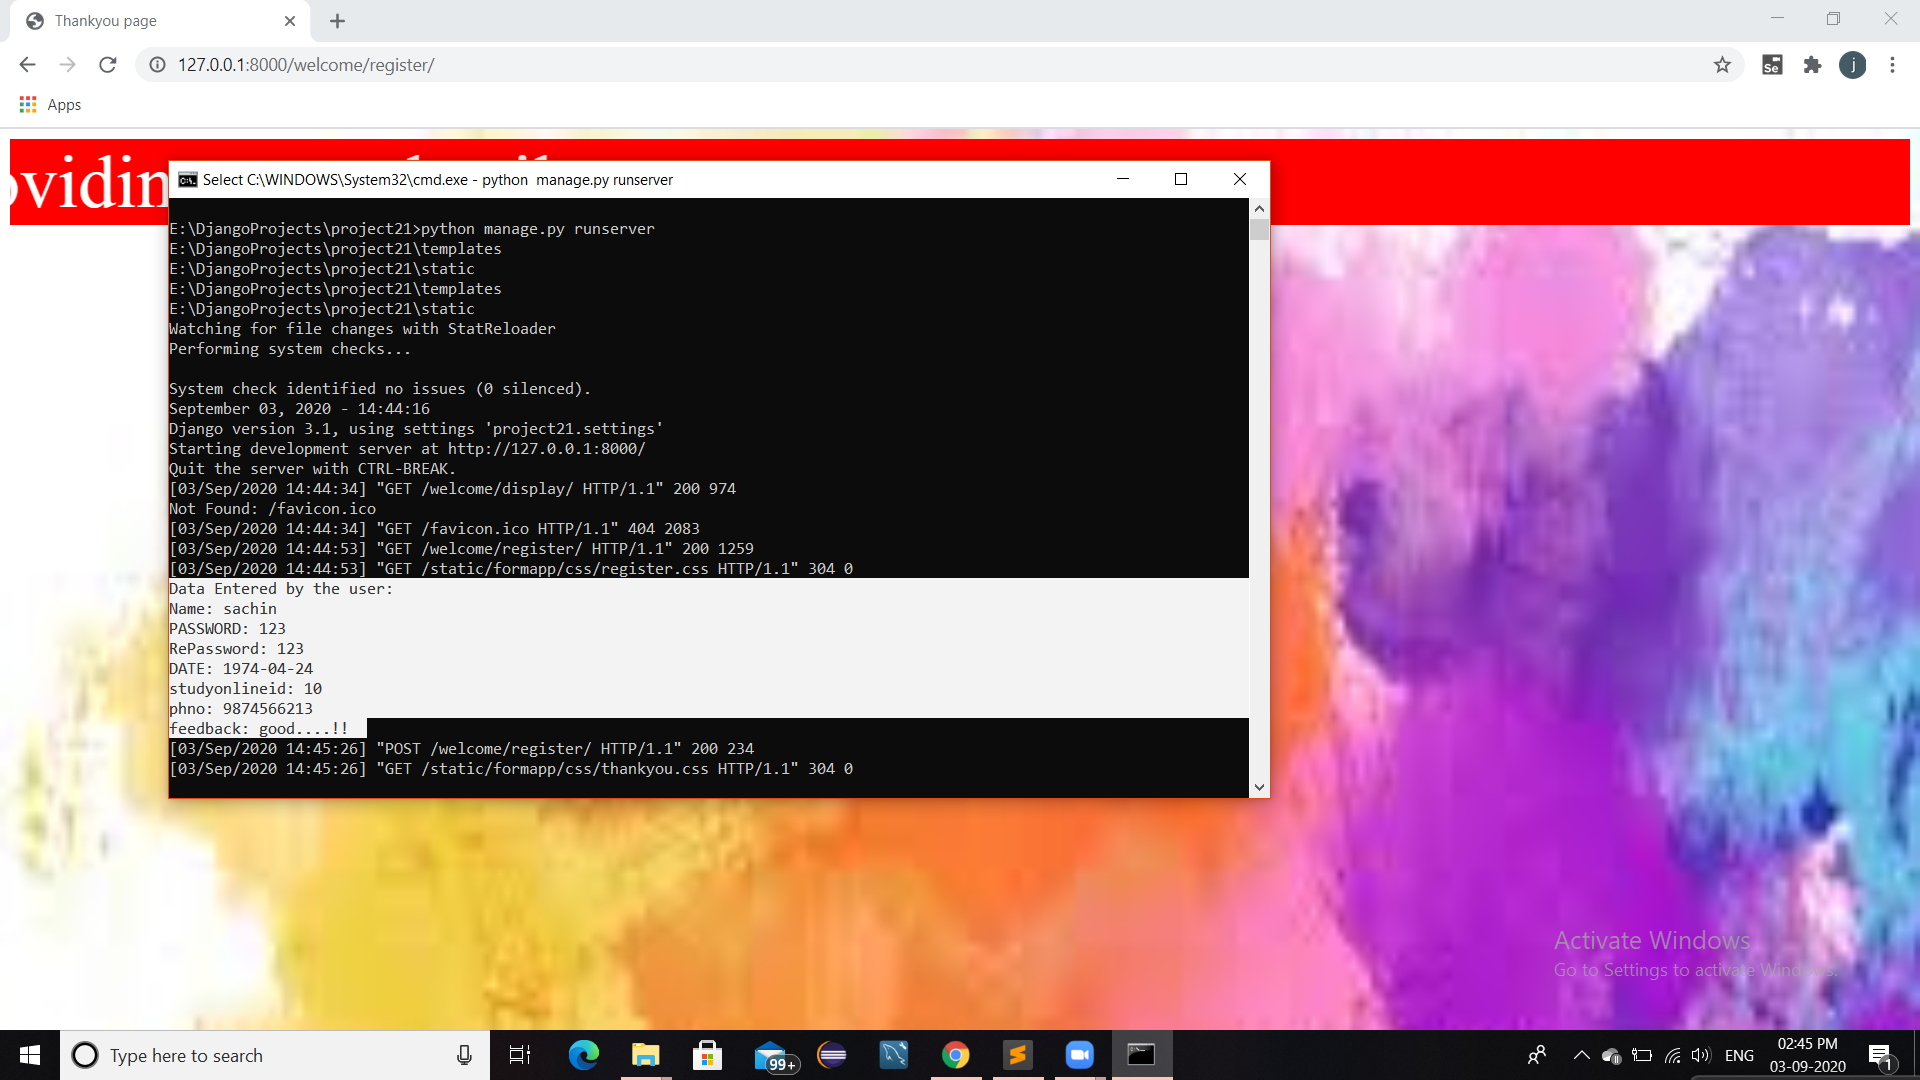 Thankyou page
127.0.0.1:8000/welcome/register/
Se
j
Apps
Select C:\WINDOWS\System32\cmd.exe - python  manage.py runserver
E:\DjangoProjects\project21>python manage.py runserver
E:\DjangoProjects\project21\templates
E:\DjangoProjects\project21\static
E:\DjangoProjects\project21\templates
E:\DjangoProjects\project21\static
Watching for file changes with StatReloader
Performing system checks...
System check identified no issues (0 silenced).
September 03, 2020 - 14:44:16
Django version 3.1, using settings 'project21.settings'
Starting development server at http://127.0.0.1:8000/
Quit the server with CTRL-BREAK.
[03/Sep/2020 14:44:34] "GET /welcome/display/ HTTP/1.1" 200 974
Not Found: /favicon.ico
[03/Sep/2020 14:44:34] "GET /favicon.ico HTTP/1.1" 404 2083
[03/Sep/2020 14:44:53] "GET /welcome/register/ HTTP/1.1" 200 1259
[03/Sep/2020 14:44:53] "GET /static/formapp/css/register.css HTTP/1.1" 304 0
Data Entered by the user:
Name: sachin
PASSWORD: 123
RePassword: 123
DATE: 1974-04-24
studyonlineid: 10
phno: 9874566213
feedback: good....!!
[03/Sep/2020 14:45:26] "POST /welcome/register/ HTTP/1.1" 200 234
[03/Sep/2020 14:45:26] "GET /static/formapp/css/thankyou.css HTTP/1.1" 304 0
Activate Windows
Go to Settings to activate Windows.
Type here to search
99+
ENG
02:45 PM
03-09-2020
1